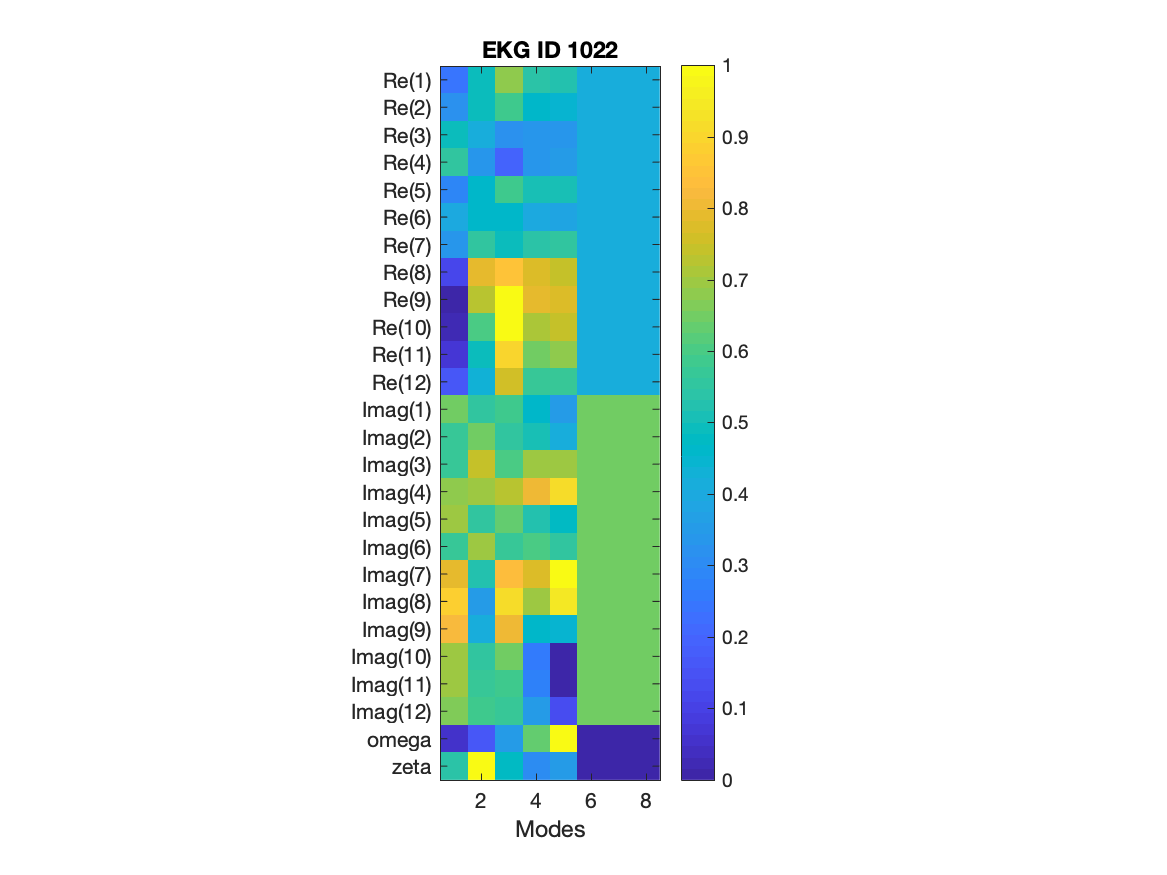 EKG ID 1022
Re(1)
Re(2)
Re(3)
Re(4)
Re(5)
Re(6)
Re(7)
Re(8)
Re(9)
Re(10)
Re(11)
Re(12)
Imag(1)
Imag(2)
Imag(3)
Imag(4)
Imag(5)
Imag(6)
Imag(7)
Imag(8)
Imag(9)
Imag(10)
Imag(11)
Imag(12)
omega
zeta
2 4 6 8
Modes
1
0.9
0.8
0.7
0.6
0.5
0.4
0.3
0.2
0.1
0